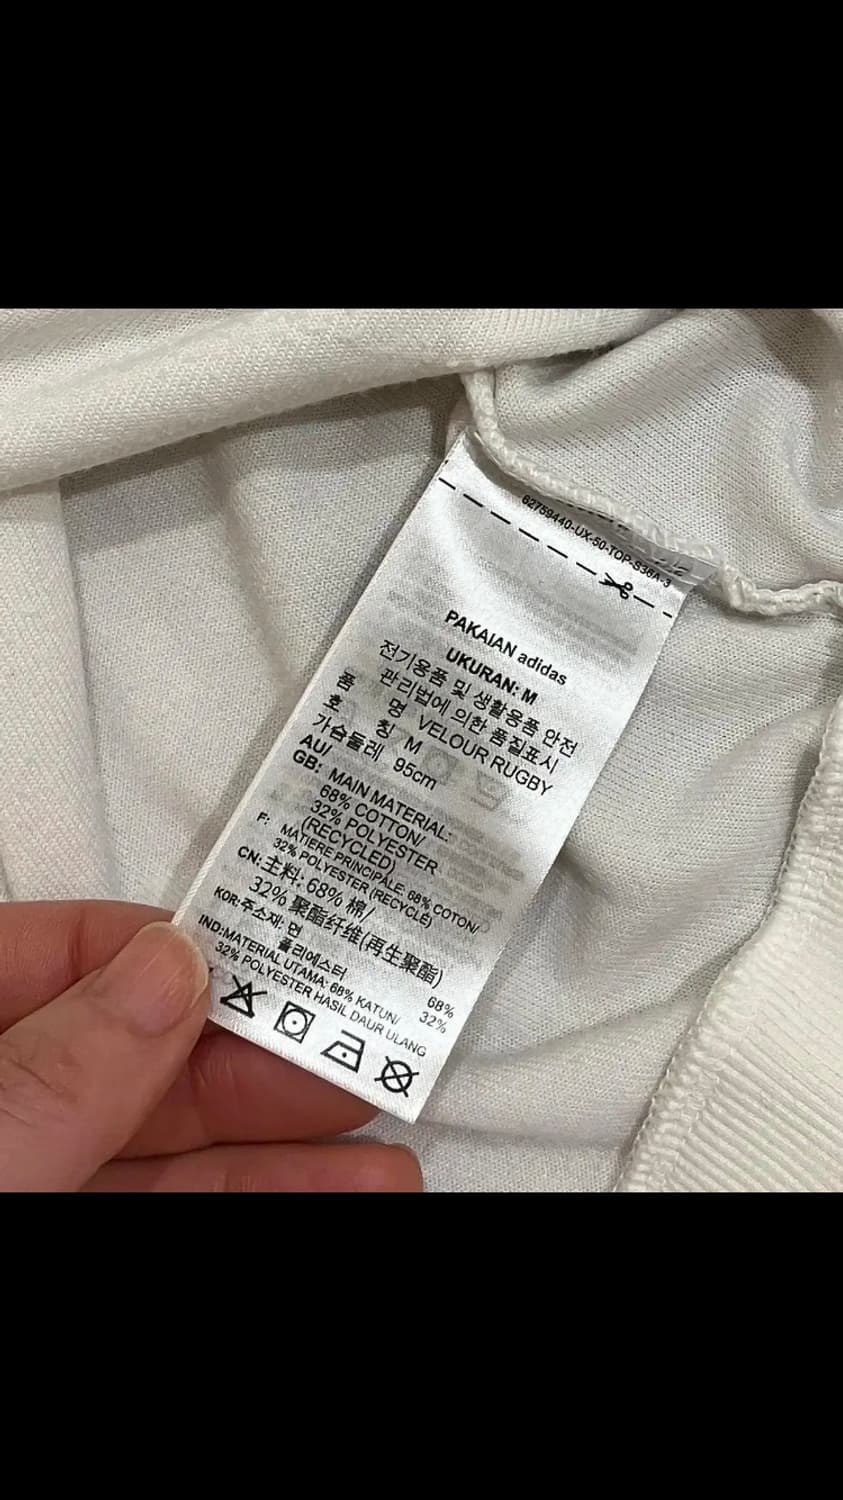 62759440-UX-50-TOP-S36A-3
PAKAIAN adidas
UKURAN: M
전기용품 및 생활용품 안전
관리법에 의한 품질표시
품 명 VELOUR RUGBY
호 칭 M
가슴둘레 95cm
AU/
GB: MAIN MATERIAL:
68% COTTON/
32% POLYESTER
(RECYCLED)
F: MATIERE PRINCIPALE: 68% COTON/
32% POLYESTER (RECYCLÉ)
CN: 主料: 68% 棉/
32% 聚酯纤维(再生聚酯)
KOR: 주소재: 면 68%
폴리에스터 32%
IND: MATERIAL UTAMA: 68% KATUN/
32% POLYESTER HASIL DAUR ULANG